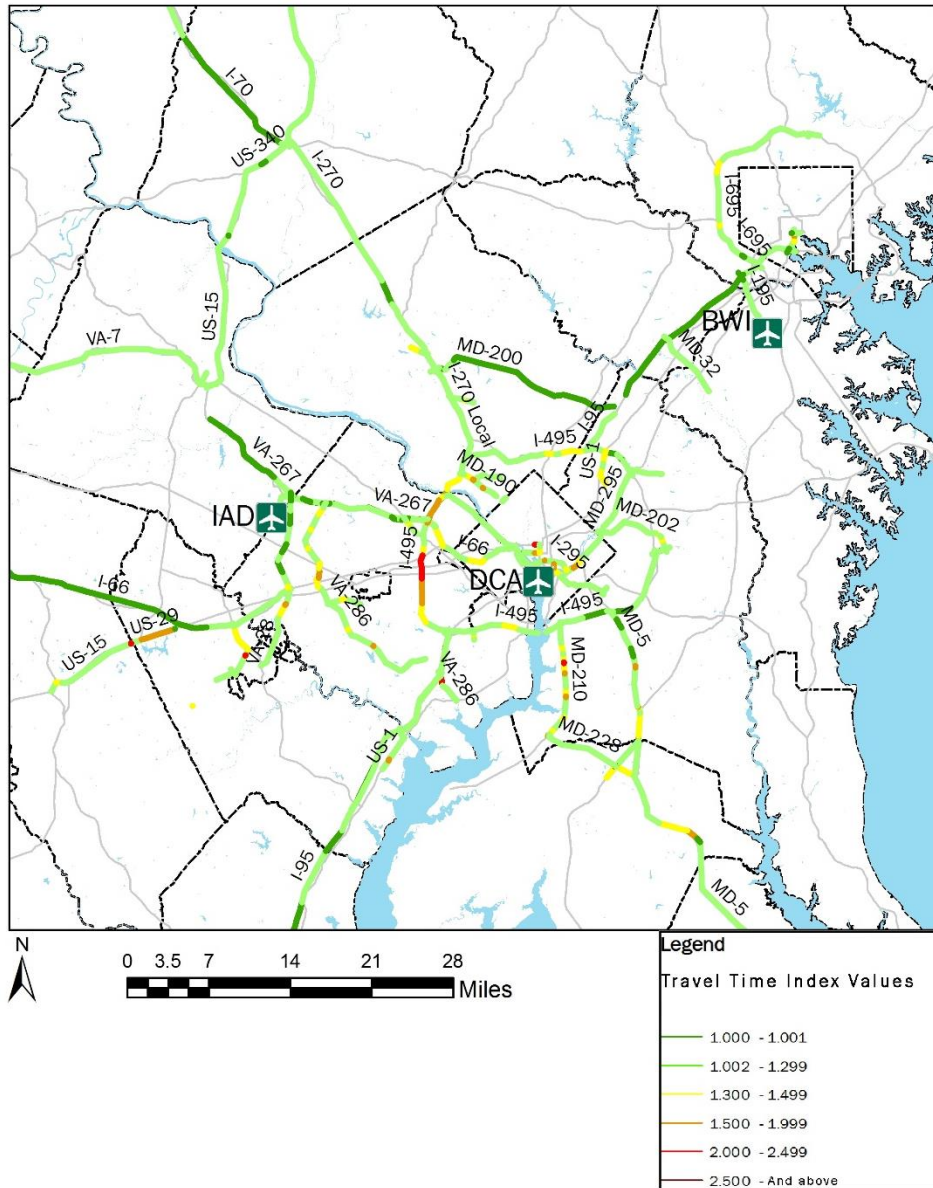 I-70
US-340
I-270
I-695
I-695
I-195
BWI
US-15
VA-7
MD-32
MD-200
I-270 Local
I-95
I-495
US-1
MD-190
MD-295
VA-267
VA-267
MD-202
IAD
I-495
I-66
I-295
DCA
I-66
US-29
VA-286
I-495
I-495
MD-5
US-15
VA-286
MD-210
US-1
MD-228
I-95
MD-5
N
0 3.5 7 14 21 28
Miles
Legend
Travel Time Index Values
1.000 - 1.001
1.002 - 1.299
1.300 - 1.499
1.500 - 1.999
2.000 - 2.499
2.500 - And above